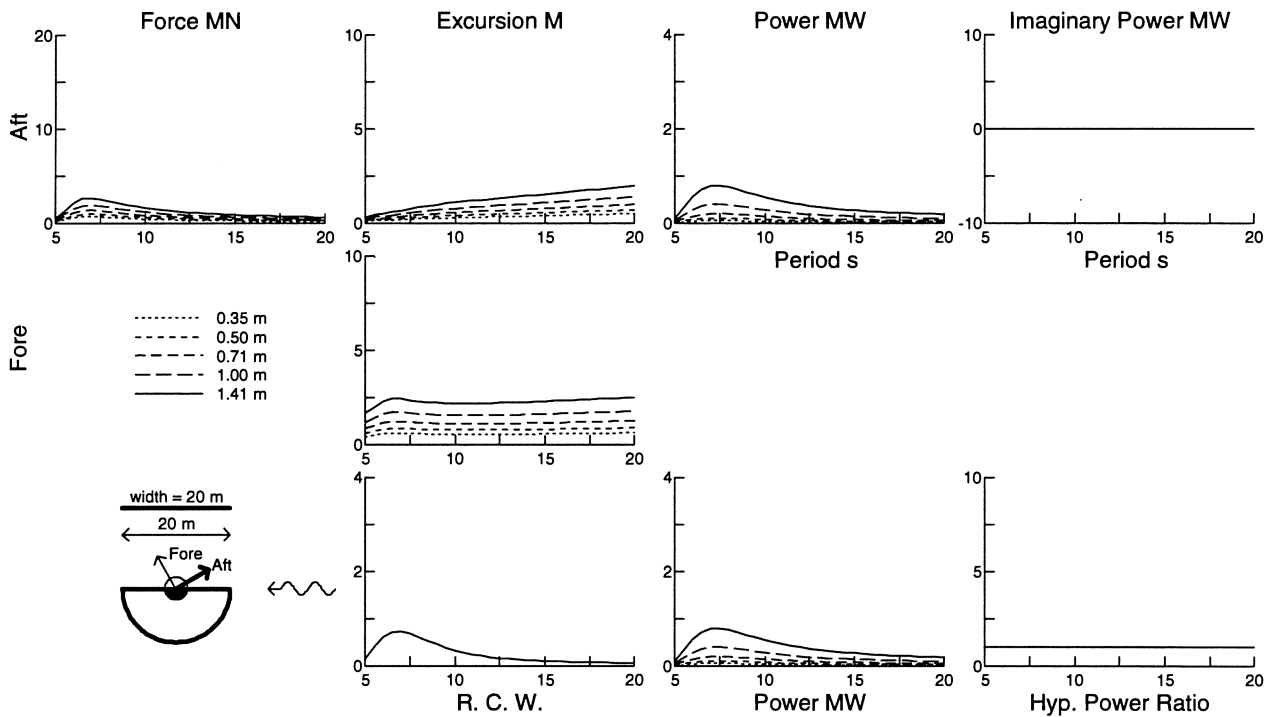 Force MN
Excursion M
Power MW
Imaginary Power MW
20
10
0
5
10
15
20
10
5
0
5
10
15
20
4
2
0
5
10
15
20
10
0
-10
5
10
15
20
Aft
Period s
Period s
Fore
0.35 m
0.50 m
0.71 m
1.00 m
1.41 m
10
5
0
5
10
15
20
width = 20 m
20 m
Fore
Aft
4
2
0
5
10
15
20
4
2
0
5
10
15
20
10
5
0
5
10
15
20
R. C. W.
Power MW
Hyp. Power Ratio